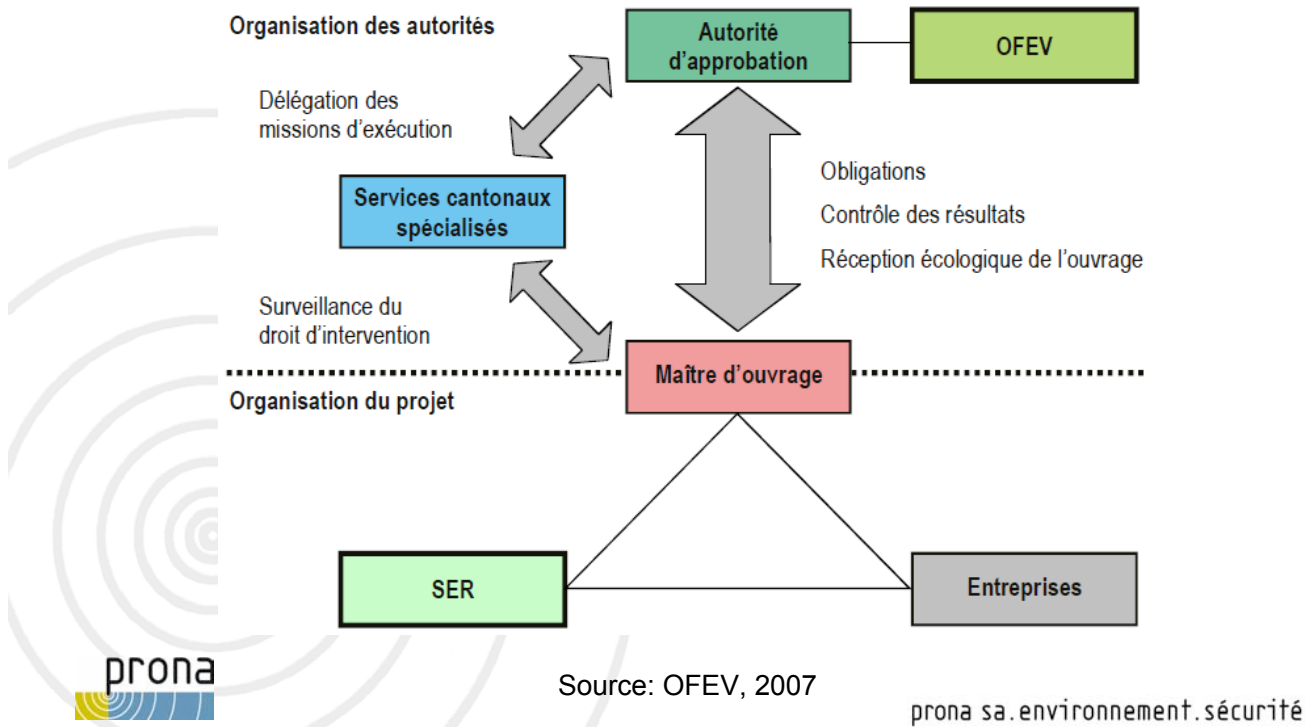 Organisation des autorités
Autorité
d'approbation
OFEV
Délégation des
missions d'exécution
Services cantonaux
spécialisés
Obligations
Contrôle des résultats
Réception écologique de l'ouvrage
Surveillance du
droit d'intervention
Maître d'ouvrage
Organisation du projet
SER
Entreprises
prona
Source: OFEV, 2007
prona sa.environnement.sécurité